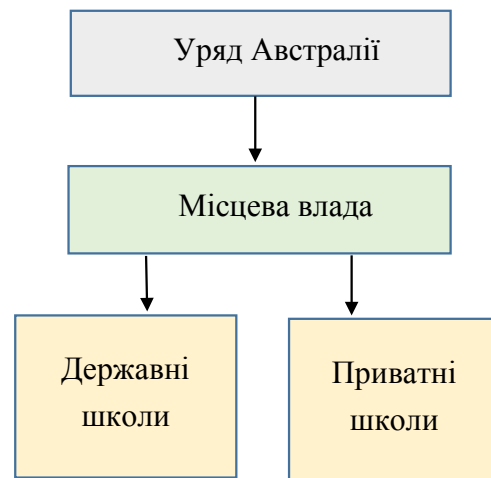 Уряд Австралії
Місцева влада
Державні
школи
Приватні
школи